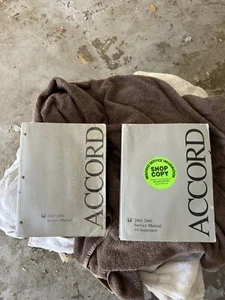 ACCORD
2003-2004
Service Manual
ACCORD
SHOP
COPY
2003-2004
Service Manual
V6 Supplement